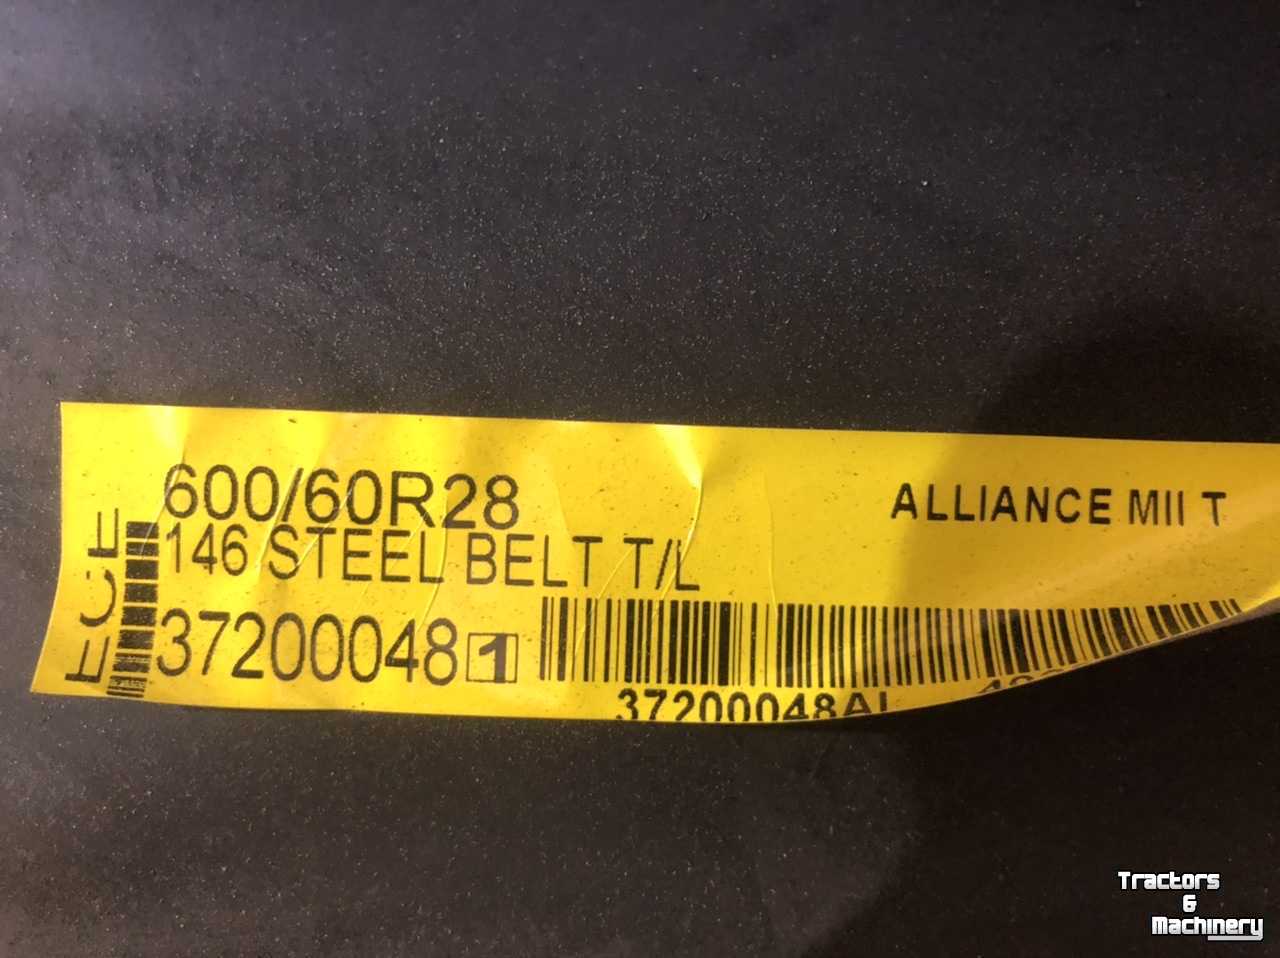 600/60R28
ALLIANCE MII T
146 STEEL BELT T/L
ECE
37200048 1
37200048AL
Tractors
&
Machinery